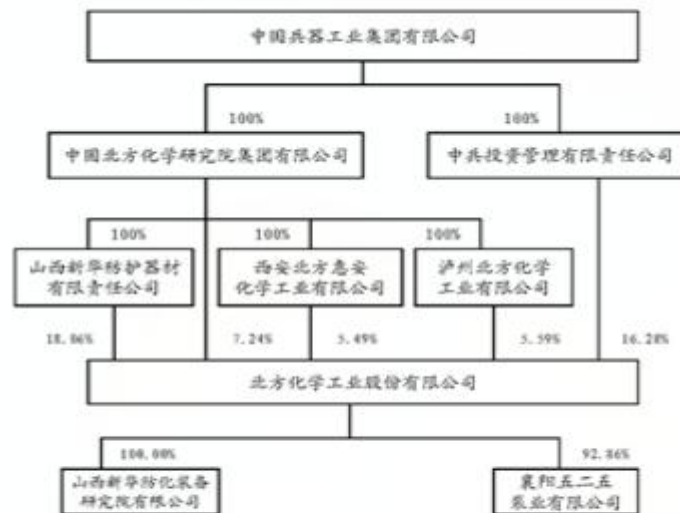 中国兵器工业集团有限公司
100%
100%
中国北方化学研究院集团有限公司
中兵投资管理有限责任公司
100%
100%
100%
山西新华防护器材
有限责任公司
西安北方惠安
化学工业有限公司
泸州北方化学
工业有限公司
18.06%
7.24%
5.49%
5.59%
16.28%
北方化学工业股份有限公司
100.00%
92.86%
山西新华防化装备
研究院有限公司
襄阳五二五
泵业有限公司